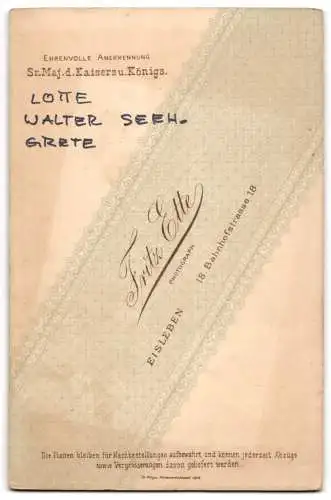 EHRENVOLLE ANERKENNUNG
Sr. Maj. d. Kaisers u. Königs.
LOTTE
WALTER SEEH.
GRETE
Fritz Ette
PHOTOGRAPH
EISLEBEN
18. Bahnhofstrasse 18
Die Platten bleiben für Nachbestellungen aufbewahrt und können jederzeit Abzüge
sowie Vergrösserungen davon geliefert werden.